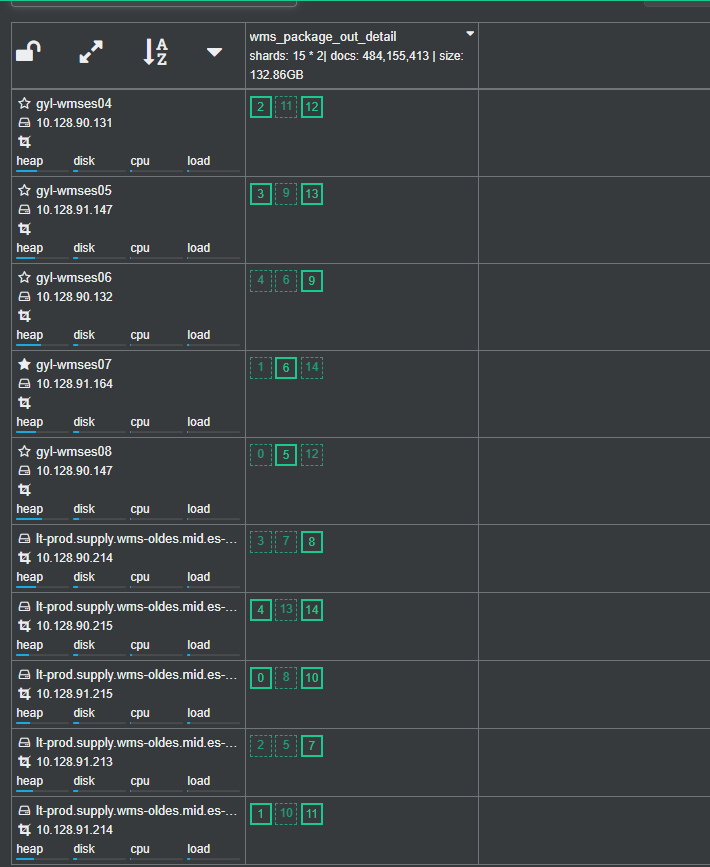 A
Z
wms_package_out_detail
shards: 15 * 2| docs: 484,155,413 | size:
132.86GB
gyl-wmses04
10.128.90.131
heap disk cpu load
2 11 12
gyl-wmses05
10.128.91.147
heap disk cpu load
3 9 13
gyl-wmses06
10.128.90.132
heap disk cpu load
4 6 9
gyl-wmses07
10.128.91.164
heap disk cpu load
1 6 14
gyl-wmses08
10.128.90.147
heap disk cpu load
0 5 12
lt-prod.supply.wms-oldes.mid.es-...
10.128.90.214
heap disk cpu load
3 7 8
lt-prod.supply.wms-oldes.mid.es-...
10.128.90.215
heap disk cpu load
4 13 14
lt-prod.supply.wms-oldes.mid.es-...
10.128.91.215
heap disk cpu load
0 8 10
lt-prod.supply.wms-oldes.mid.es-...
10.128.91.213
heap disk cpu load
2 5 7
lt-prod.supply.wms-oldes.mid.es-...
10.128.91.214
heap disk cpu load
1 10 11